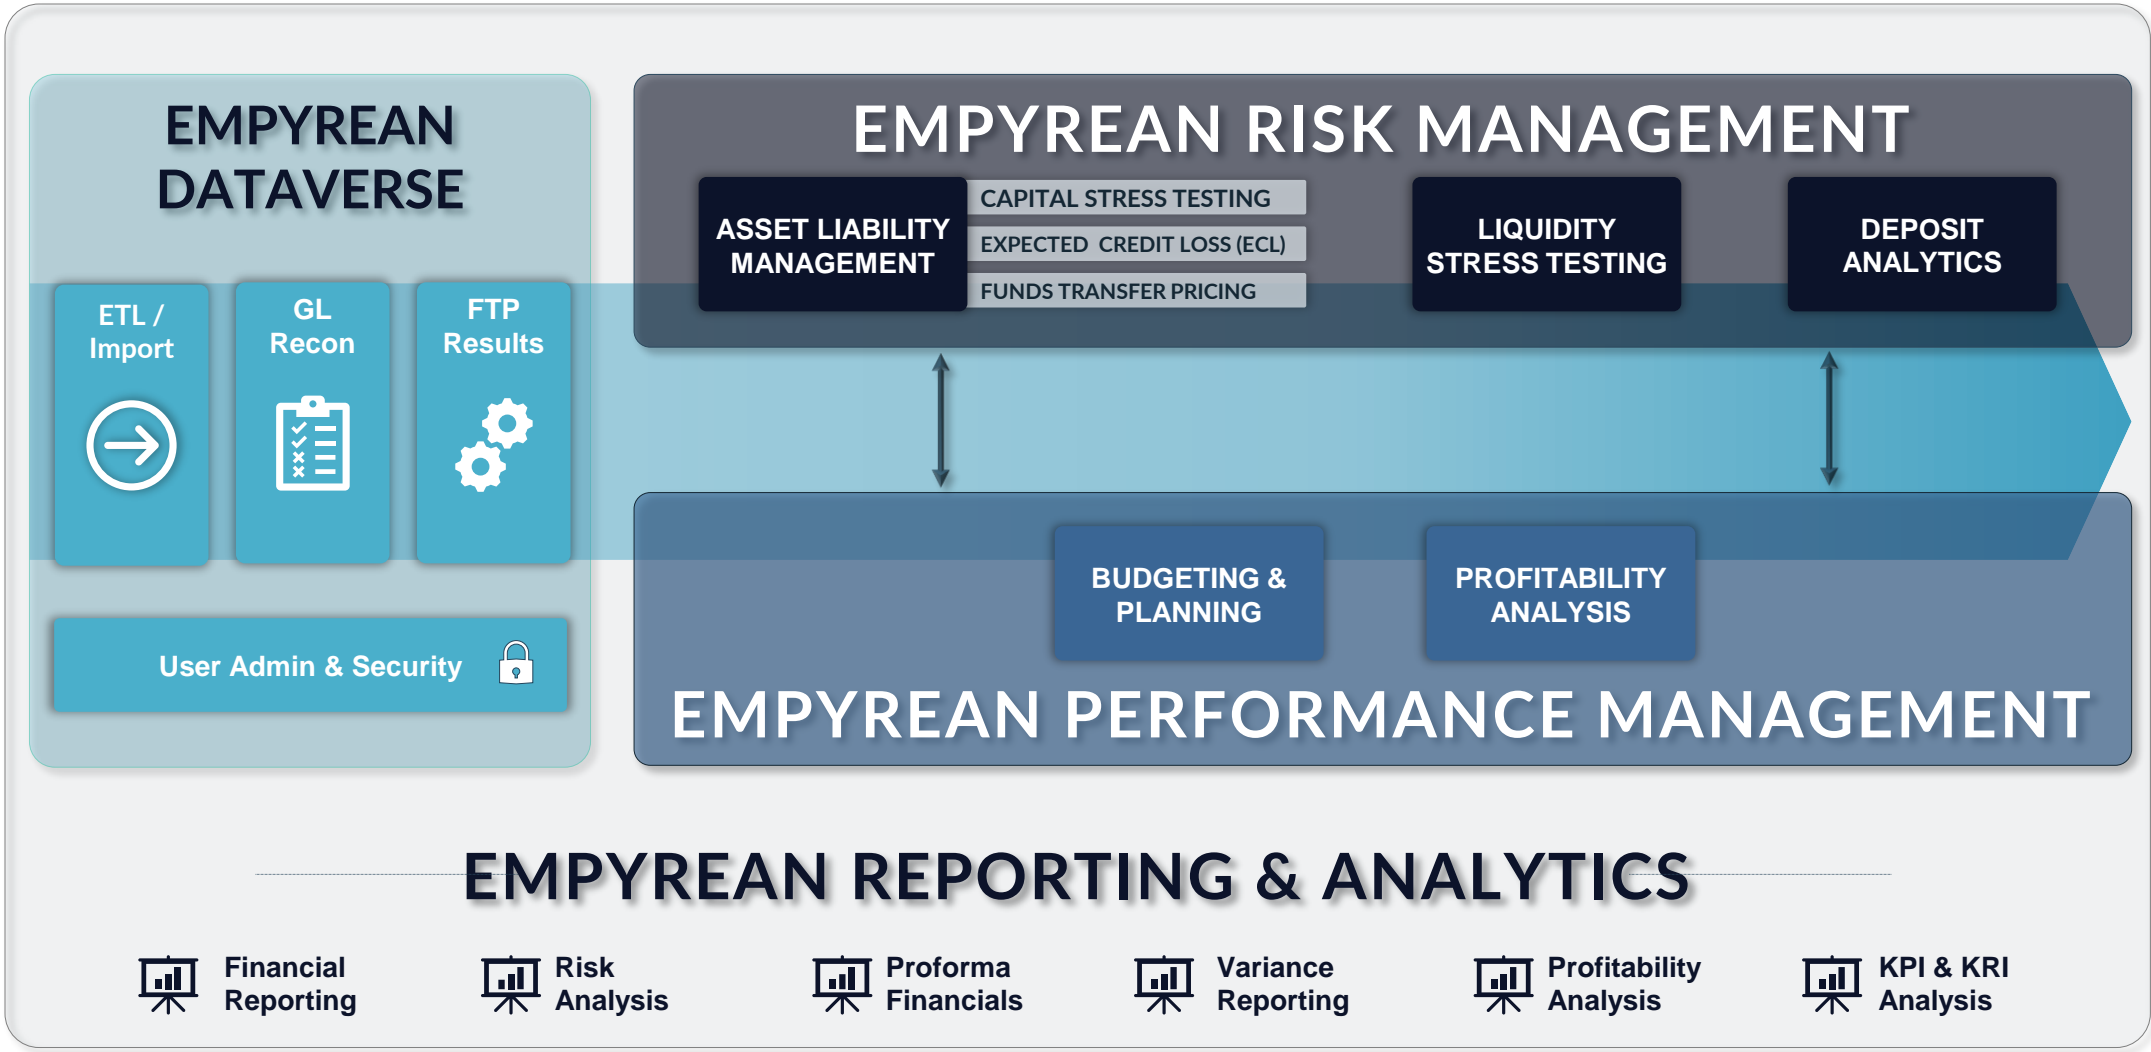 EMPYREAN
DATAVERSE
ETL /
Import
GL
Recon
FTP
Results
User Admin & Security
EMPYREAN RISK MANAGEMENT
ASSET LIABILITY
MANAGEMENT
CAPITAL STRESS TESTING
EXPECTED CREDIT LOSS (ECL)
FUNDS TRANSFER PRICING
LIQUIDITY
STRESS TESTING
DEPOSIT
ANALYTICS
BUDGETING &
PLANNING
PROFITABILITY
ANALYSIS
EMPYREAN PERFORMANCE MANAGEMENT
EMPYREAN REPORTING & ANALYTICS
Financial
Reporting
Risk
Analysis
Proforma
Financials
Variance
Reporting
Profitability
Analysis
KPI & KRI
Analysis